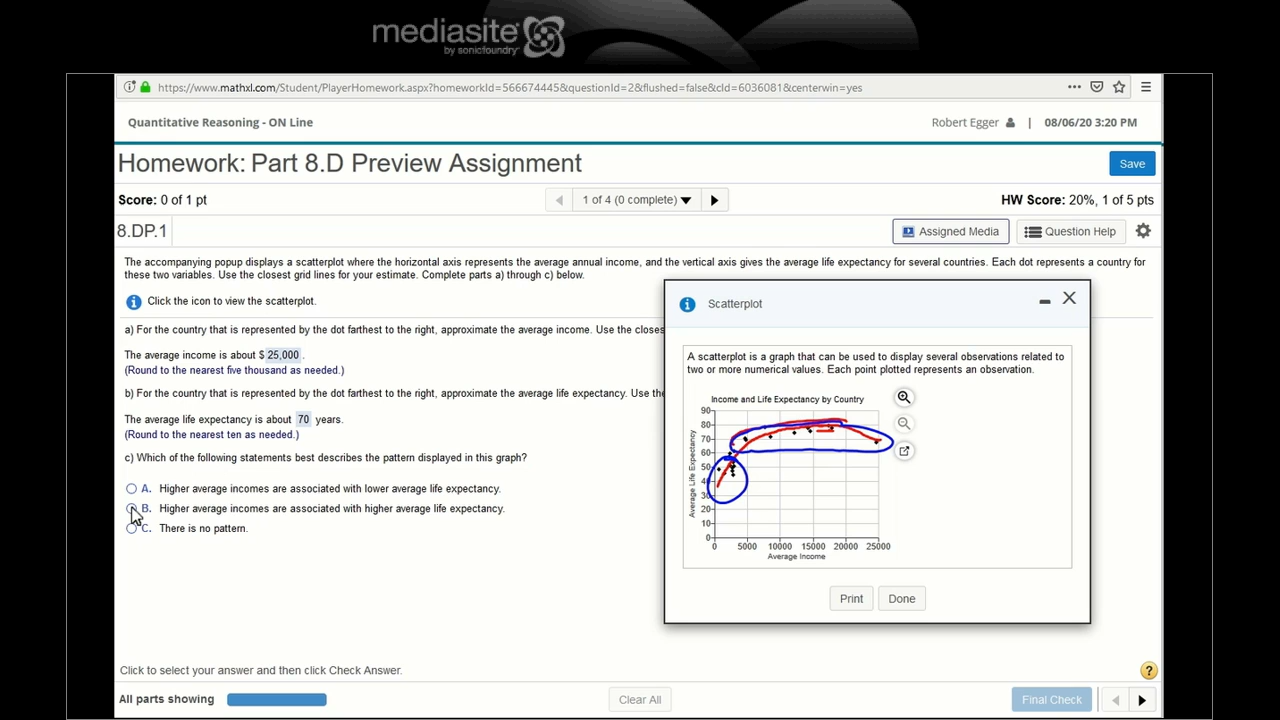 mediasite
by sonicfoundry
https://www.mathxl.com/Student/PlayerHomework.aspx?homeworkId=566674445&questionId=2&flushed=false&cId=6036081&centerwin=yes
Quantitative Reasoning - ON Line
Robert Egger | 08/06/20 3:20 PM
Homework: Part 8.D Preview Assignment
Save
Score: 0 of 1 pt
1 of 4 (0 complete)
HW Score: 20%, 1 of 5 pts
8.DP.1
Assigned Media
Question Help
The accompanying popup displays a scatterplot where the horizontal axis represents the average annual income, and the vertical axis gives the average life expectancy for several countries. Each dot represents a country for
these two variables. Use the closest grid lines for your estimate. Complete parts a) through c) below.
Click the icon to view the scatterplot.
a) For the country that is represented by the dot farthest to the right, approximate the average income. Use the closes
The average income is about $ 25,000 .
(Round to the nearest five thousand as needed.)
b) For the country that is represented by the dot farthest to the right, approximate the average life expectancy. Use the
The average life expectancy is about 70 years.
(Round to the nearest ten as needed.)
c) Which of the following statements best describes the pattern displayed in this graph?
A. Higher average incomes are associated with lower average life expectancy.
B. Higher average incomes are associated with higher average life expectancy.
C. There is no pattern.
Scatterplot
A scatterplot is a graph that can be used to display several observations related to
two or more numerical values. Each point plotted represents an observation.
Income and Life Expectancy by Country
Average Life Expectancy
90
80
70
60
50
40
30
20
10
0
0 5000 10000 15000 20000 25000
Average Income
Print
Done
Click to select your answer and then click Check Answer.
?
All parts showing
Clear All
Final Check